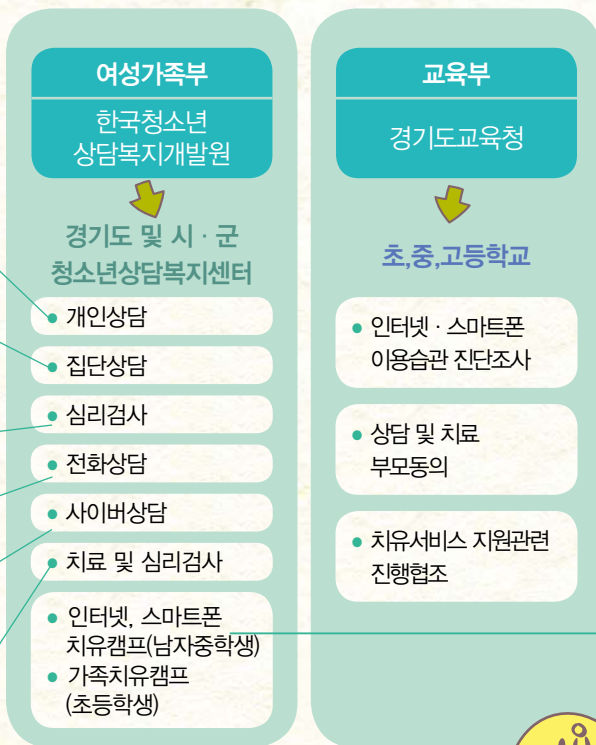 여성가족부
한국청소년
상담복지개발원
경기도 및 시 · 군
청소년상담복지센터
• 개인상담
• 집단상담
• 심리검사
• 전화상담
• 사이버상담
• 치료 및 심리검사
• 인터넷, 스마트폰
치유캠프(남자중학생)
• 가족치유캠프
(초등학생)
교육부
경기도교육청
초,중,고등학교
• 인터넷 · 스마트폰
이용습관 진단조사
• 상담 및 치료
부모동의
• 치유서비스 지원관련
진행협조